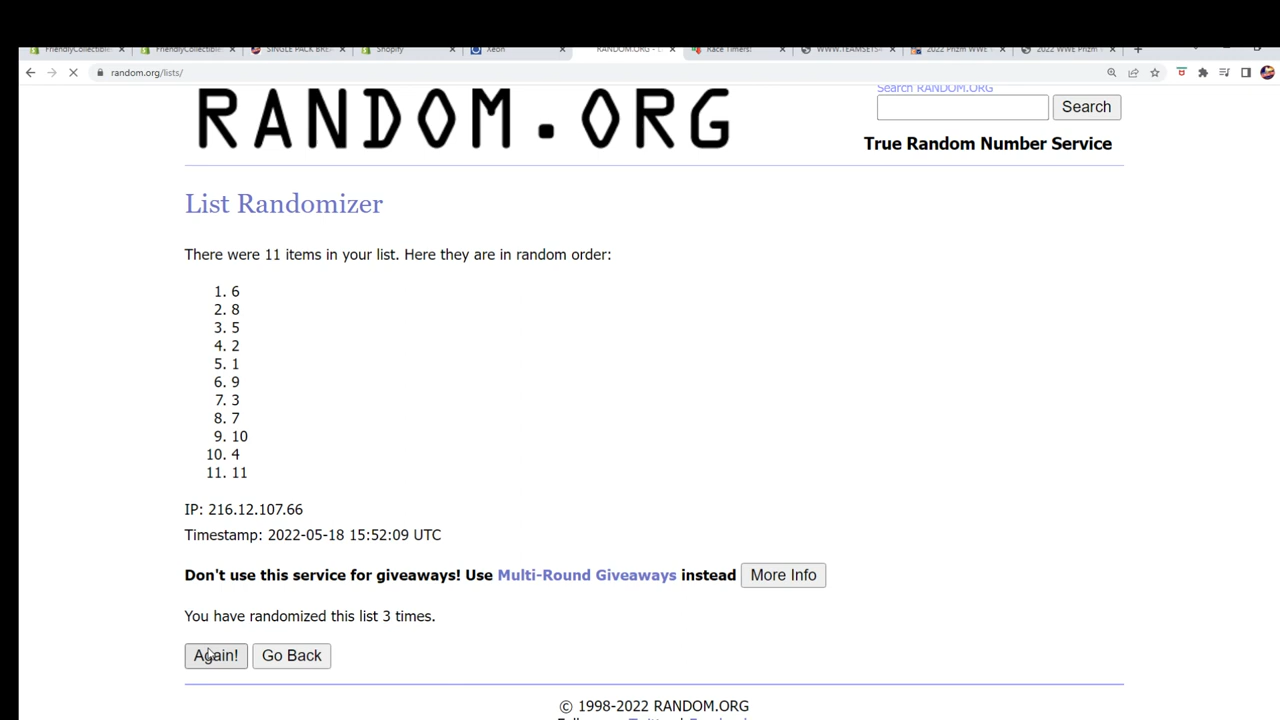 FriendlyCollectible
FriendlyCollectible
SINGLE PACK BRE
Shopify
Xeon
RANDOM.ORG - L
Race Timers!
WWW.TEAMSETS4
2022 Prizm WWE
2022 WWE Prizm
random.org/lists/
RANDOM.ORG
Search RANDOM.ORG
Search
True Random Number Service
List Randomizer
There were 11 items in your list. Here they are in random order:
1. 6
2. 8
3. 5
4. 2
5. 1
6. 9
7. 3
8. 7
9. 10
10. 4
11. 11
IP: 216.12.107.66
Timestamp: 2022-05-18 15:52:09 UTC
Don't use this service for giveaways! Use Multi-Round Giveaways instead More Info
You have randomized this list 3 times.
Again! Go Back
© 1998-2022 RANDOM.ORG